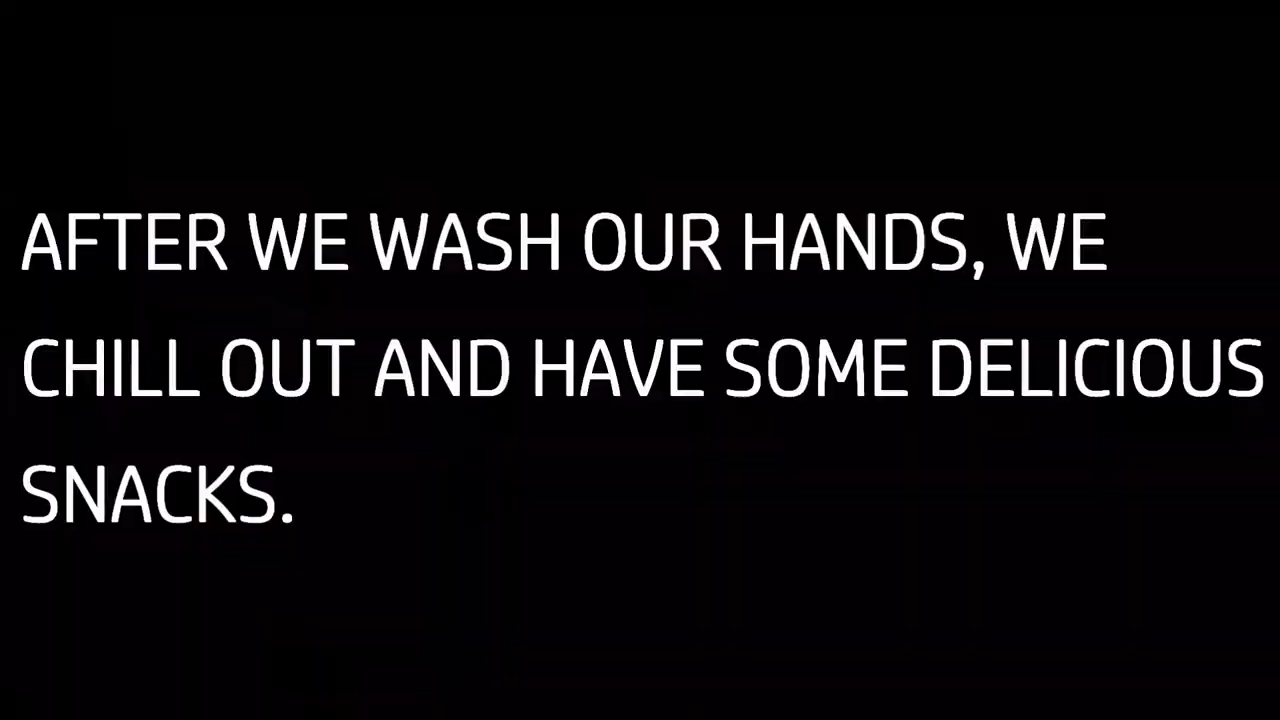 AFTER WE WASH OUR HANDS, WE
CHILL OUT AND HAVE SOME DELICIOUS
SNACKS.